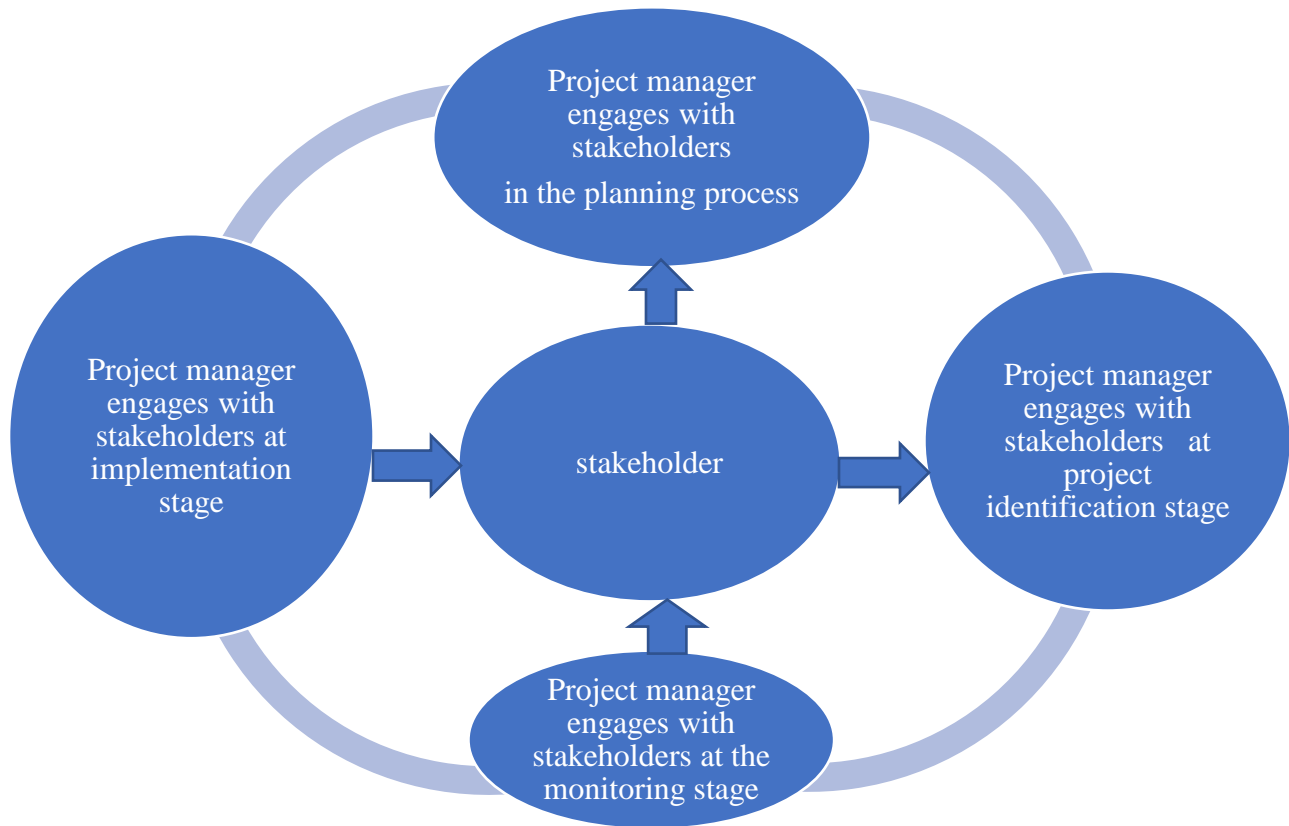 Project manager
engages with
stakeholders
in the planning process
Project manager
engages with
stakeholders at
implementation
stage
stakeholder
Project manager
engages with
stakeholders   at
project
identification stage
Project manager
engages with
stakeholders at the
monitoring stage